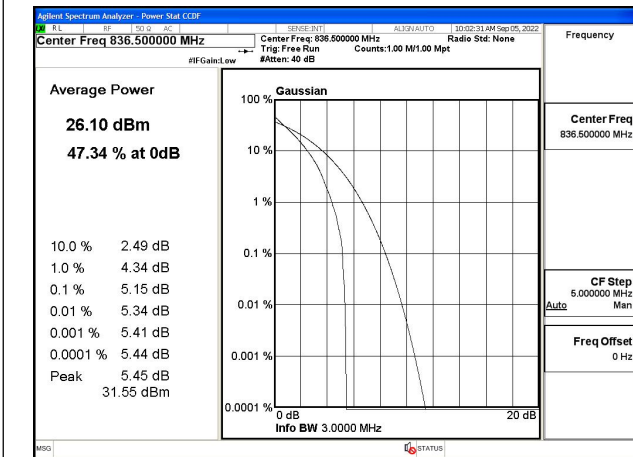 Agilent Spectrum Analyzer - Power Stat CCDF
RL RF 50 Ω AC SENSE:INT ALIGN AUTO 10:02:31 AM Sep 05, 2022
Center Freq 836.500000 MHz
Center Freq: 836.500000 MHz Radio Std: None
Trig: Free Run Counts:1.00 M/1.00 Mpt
#IFGain:Low #Atten: 40 dB
Frequency
Average Power
26.10 dBm
47.34 % at 0dB
10.0 % 2.49 dB
1.0 % 4.34 dB
0.1 % 5.15 dB
0.01 % 5.34 dB
0.001 % 5.41 dB
0.0001 % 5.44 dB
Peak 5.45 dB
31.55 dBm
Gaussian
100 %
10 %
1 %
0.1 %
0.01 %
0.001 %
0.0001 %
0 dB 20 dB
Info BW 3.0000 MHz
Center Freq
836.500000 MHz
CF Step
5.000000 MHz
Auto Man
Freq Offset
0 Hz
MSG STATUS